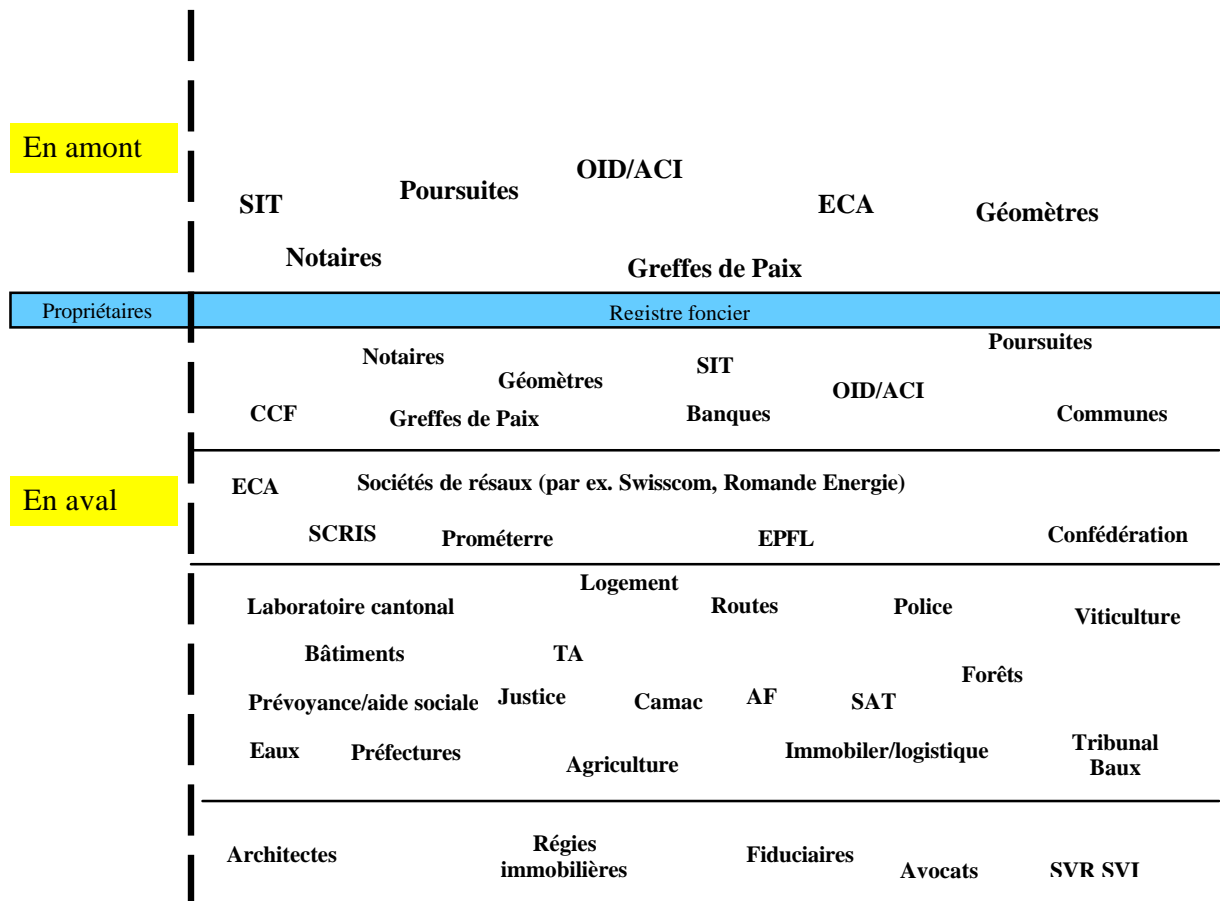 En amont
OID/ACI
Poursuites
SIT
ECA
Géomètres
Notaires
Greffes de Paix
Propriétaires
Registre foncier
Poursuites
Notaires
SIT
Géomètres
OID/ACI
CCF
Greffes de Paix
Banques
Communes
En aval
ECA
Sociétés de résaux (par ex. Swisscom, Romande Energie)
SCRIS
Prométerre
EPFL
Confédération
Logement
Laboratoire cantonal
Routes
Police
Viticulture
Bâtiments
TA
Forêts
Prévoyance/aide sociale
Justice
Camac
AF
SAT
Eaux
Préfectures
Agriculture
Immobiler/logistique
Tribunal
Baux
Architectes
Régies
immobilières
Fiduciaires
Avocats
SVR SVI